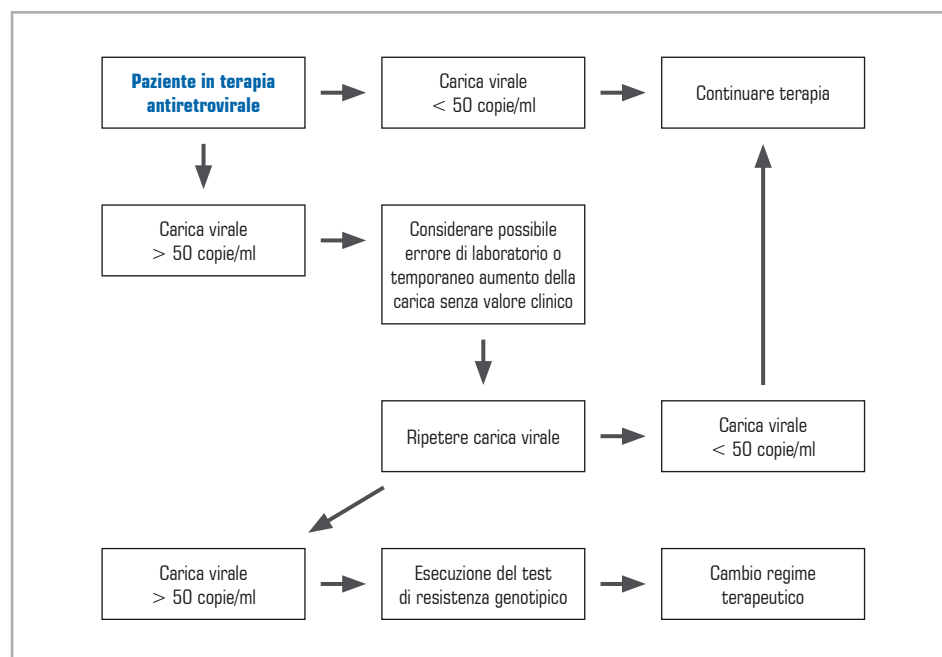 Paziente in terapia
antiretrovirale
Carica virale
< 50 copie/ml
Continuare terapia
Carica virale
> 50 copie/ml
Considerare possibile
errore di laboratorio o
temporaneo aumento della
carica senza valore clinico
Ripetere carica virale
Carica virale
< 50 copie/ml
Carica virale
> 50 copie/ml
Esecuzione del test
di resistenza genotipico
Cambio regime
terapeutico